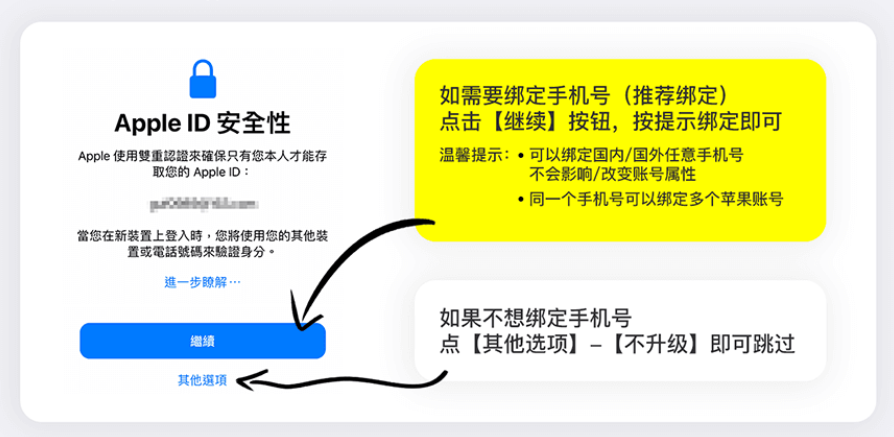 Apple ID 安全性
Apple 使用雙重認證來確保只有您本人才能存
取您的 Apple ID：
當您在新裝置上登入時，您將使用您的其他裝
置或電話號碼來驗證身分。
進一步瞭解⋯
繼續
其他選項
如需要绑定手机号（推荐绑定）
点击【继续】按钮，按提示绑定即可
温馨提示：• 可以绑定国内/国外任意手机号
不会影响/改变账号属性
• 同一个手机号可以绑定多个苹果账号
如果不想绑定手机号
点【其他选项】–【不升级】即可跳过